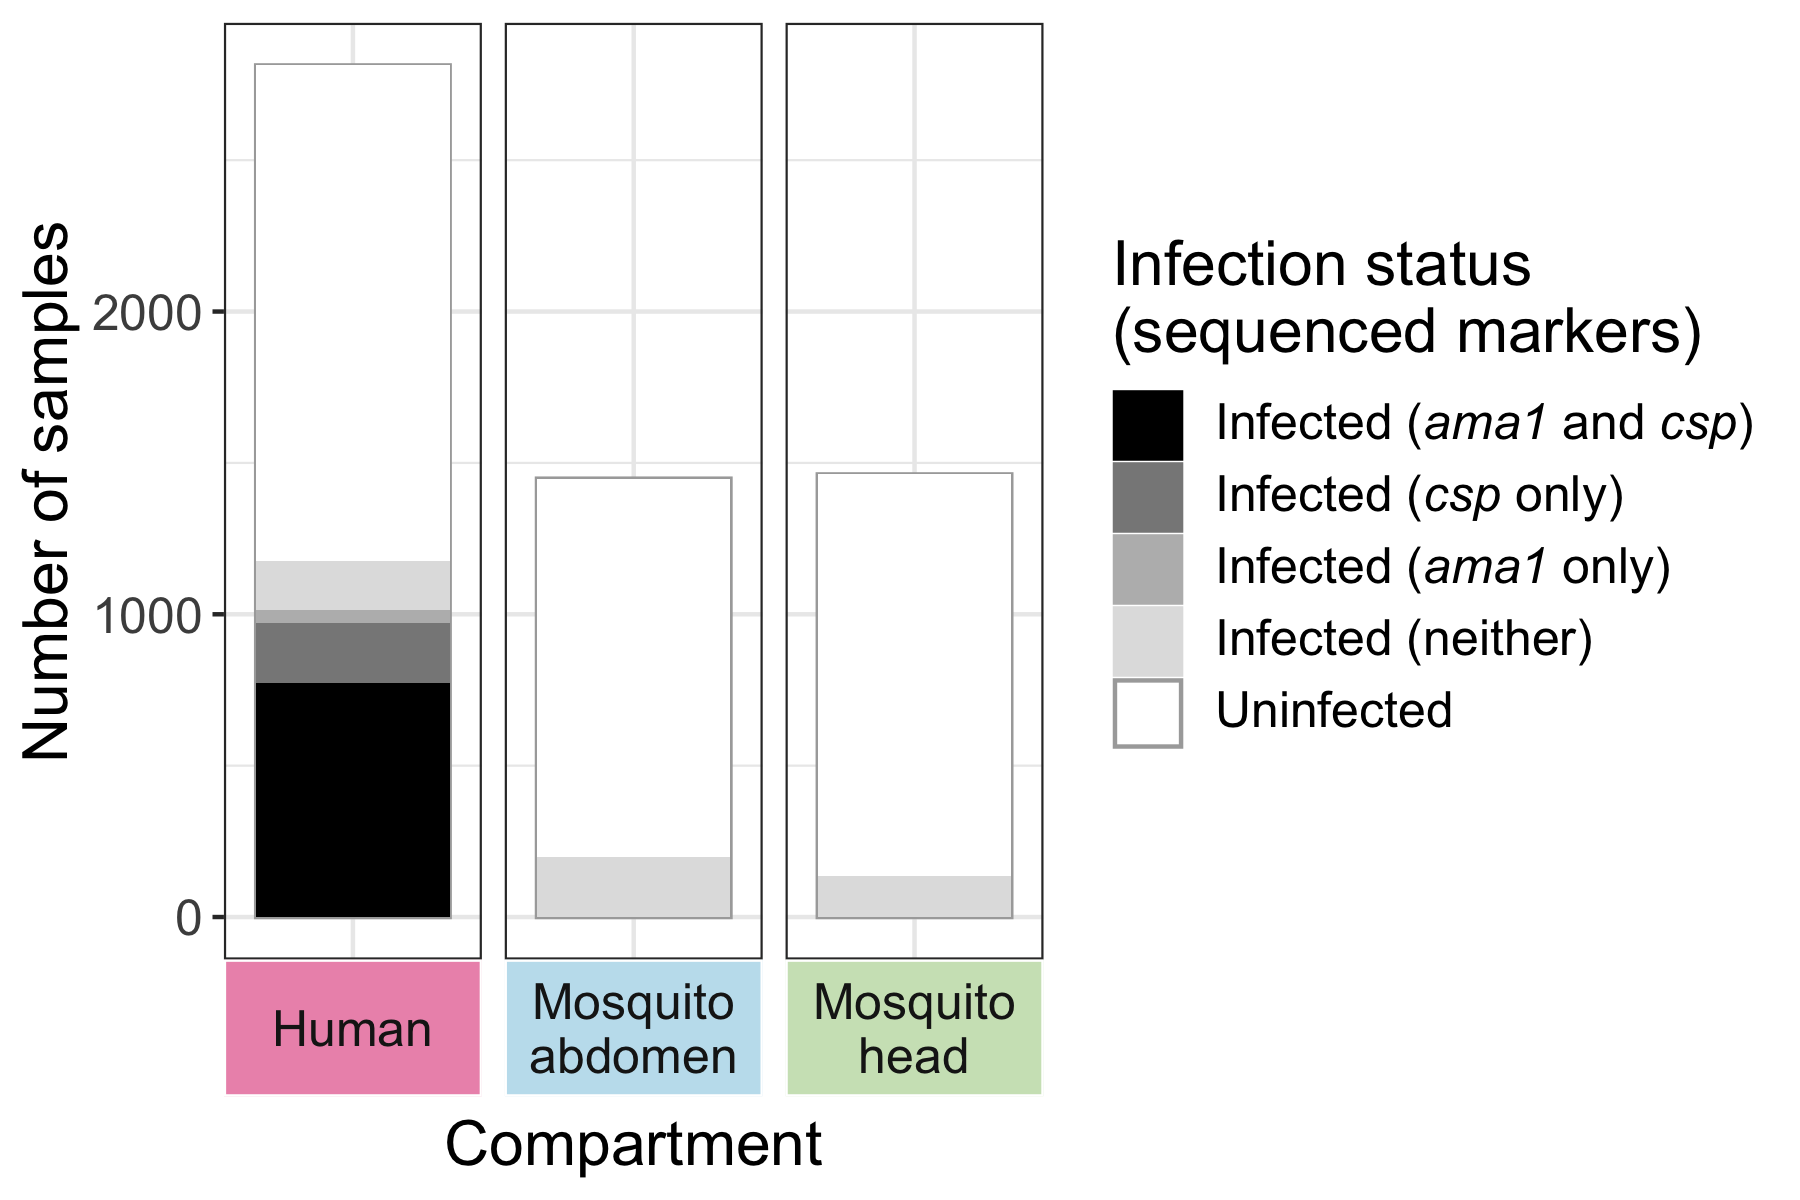 Number of samples
2000
1000
0
Human
Mosquito
abdomen
Mosquito
head
Compartment
Infection status
(sequenced markers)
Infected (ama1 and csp)
Infected (csp only)
Infected (ama1 only)
Infected (neither)
Uninfected